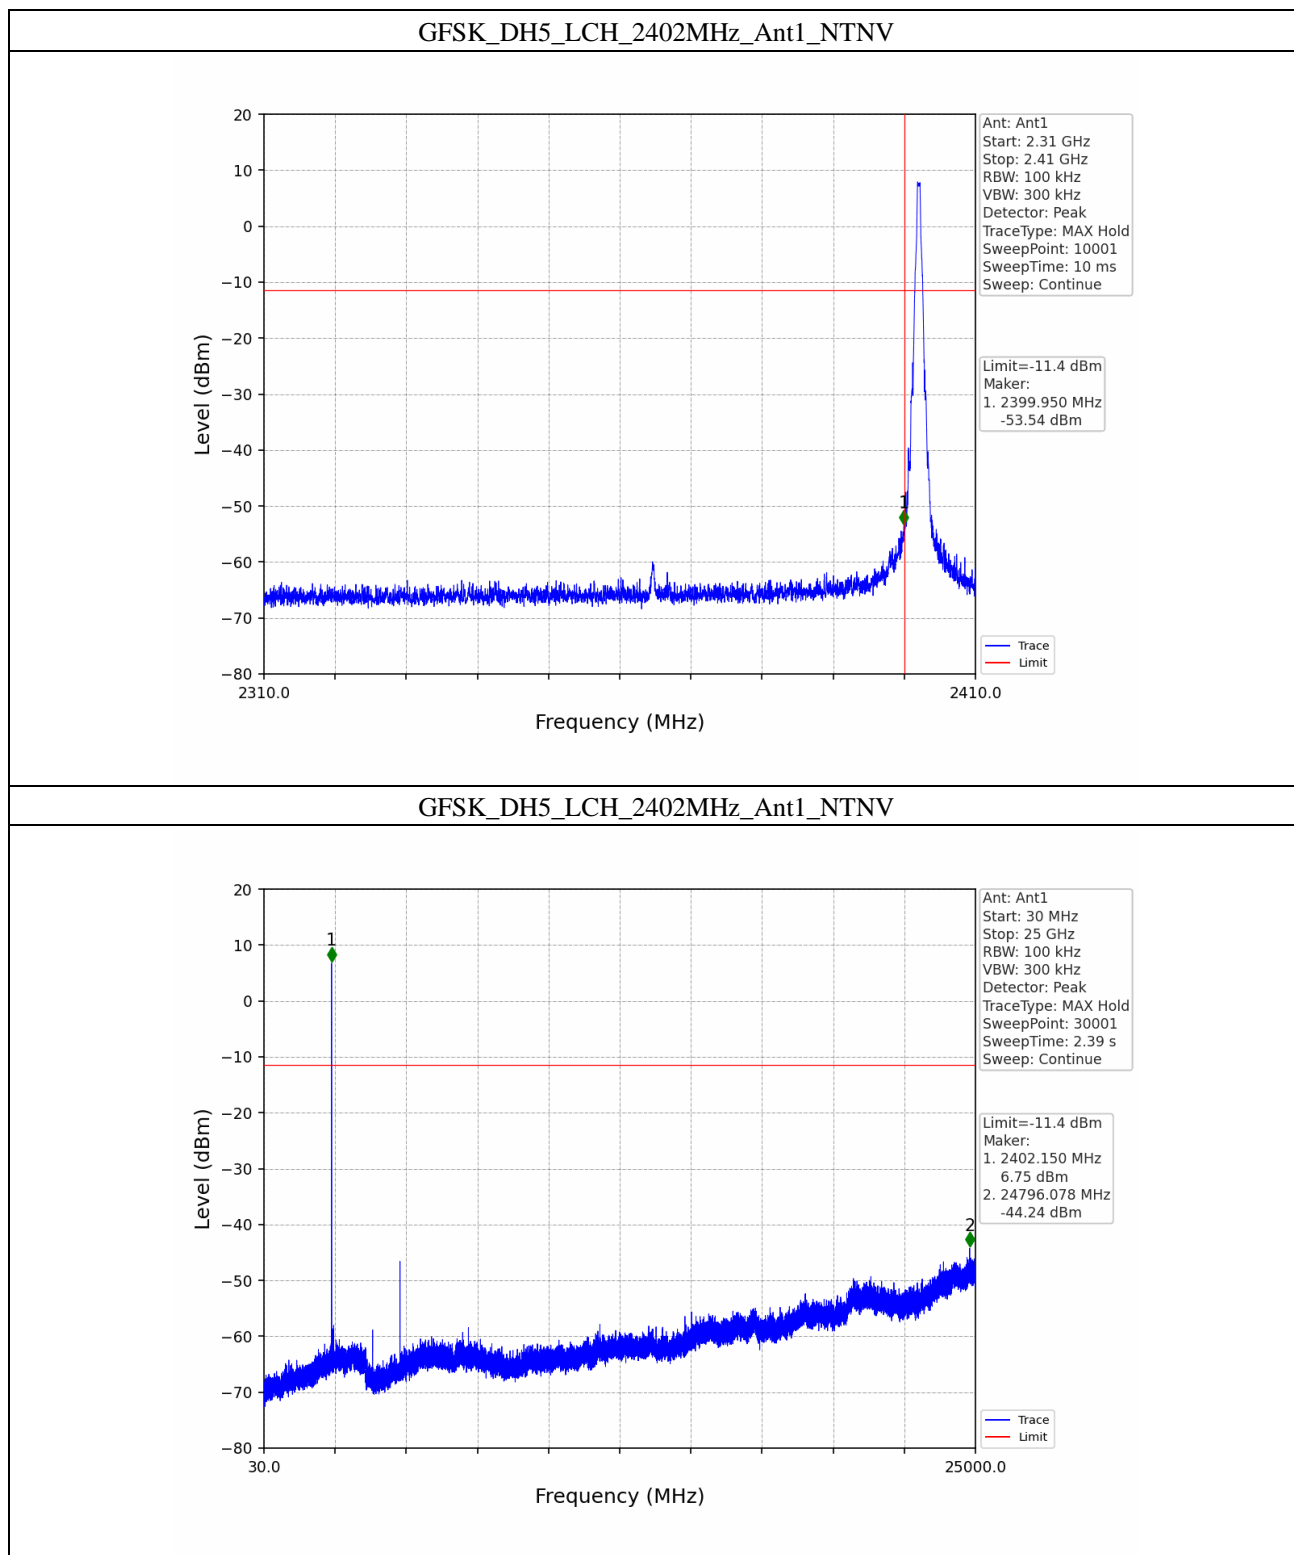 GFSK_DH5_LCH_2402MHz_Ant1_NTNV
20
10
0
−10
−20
−30
−40
−50
−60
−70
−80
Level (dBm)
1
2310.0
2410.0
Frequency (MHz)
Ant: Ant1
Start: 2.31 GHz
Stop: 2.41 GHz
RBW: 100 kHz
VBW: 300 kHz
Detector: Peak
TraceType: MAX Hold
SweepPoint: 10001
SweepTime: 10 ms
Sweep: Continue
Limit=-11.4 dBm
Maker:
1. 2399.950 MHz
-53.54 dBm
Trace
Limit
GFSK_DH5_LCH_2402MHz_Ant1_NTNV
20
10
0
−10
−20
−30
−40
−50
−60
−70
−80
Level (dBm)
1
2
30.0
25000.0
Frequency (MHz)
Ant: Ant1
Start: 30 MHz
Stop: 25 GHz
RBW: 100 kHz
VBW: 300 kHz
Detector: Peak
TraceType: MAX Hold
SweepPoint: 30001
SweepTime: 2.39 s
Sweep: Continue
Limit=-11.4 dBm
Maker:
1. 2402.150 MHz
6.75 dBm
2. 24796.078 MHz
-44.24 dBm
Trace
Limit